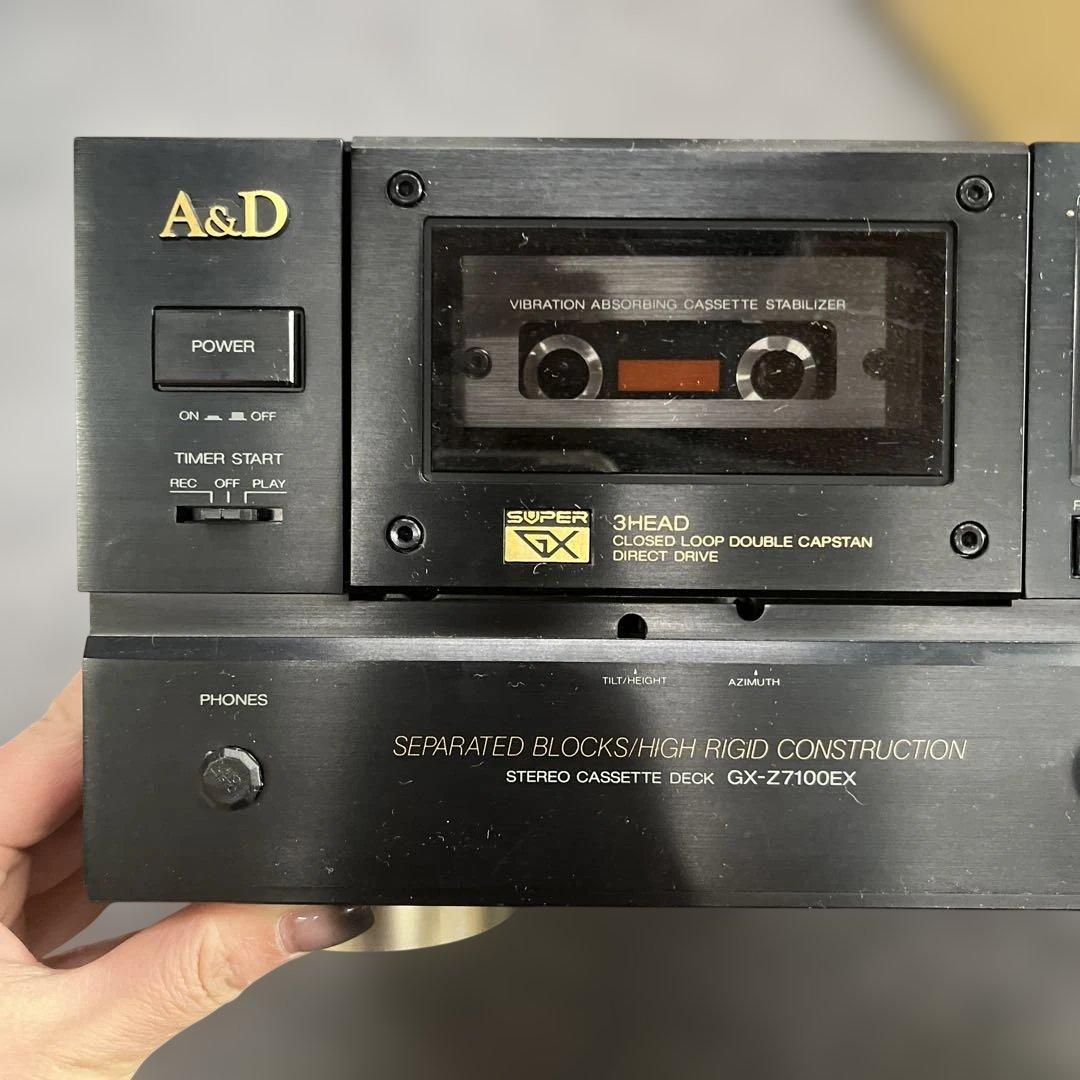 A&D
POWER
ON OFF
TIMER START
REC OFF PLAY
VIBRATION ABSORBING CASSETTE STABILIZER
SUPER
GX
3HEAD
CLOSED LOOP DOUBLE CAPSTAN
DIRECT DRIVE
TILT/HEIGHT AZIMUTH
PHONES
SEPARATED BLOCKS/HIGH RIGID CONSTRUCTION
STEREO CASSETTE DECK GX-Z7100EX